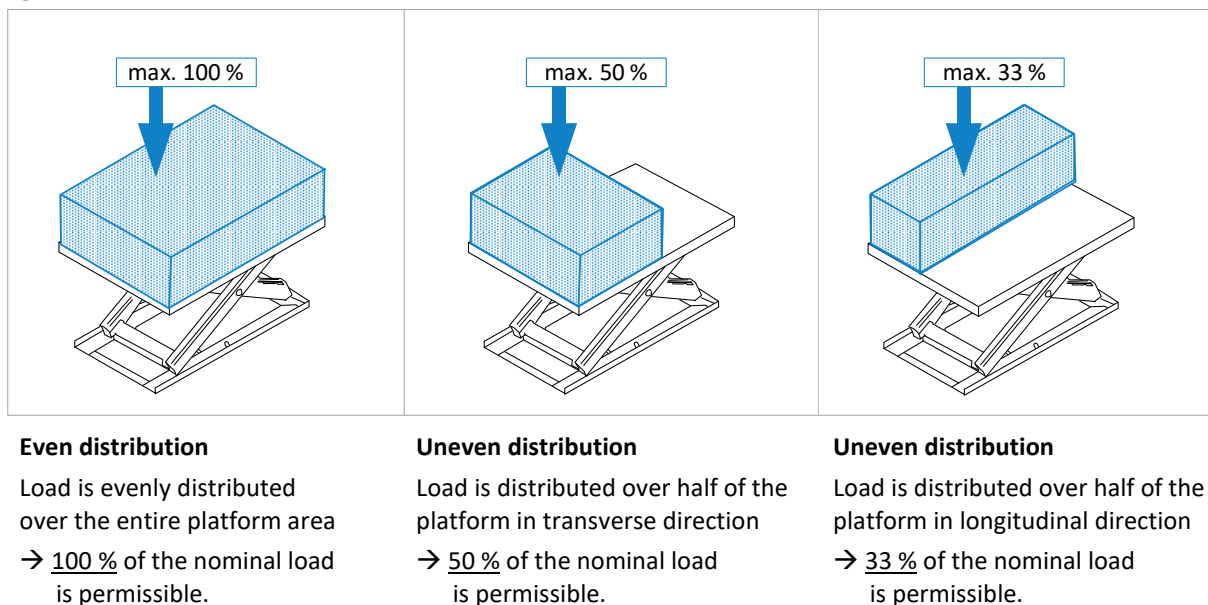 max. 100 %
max. 50 %
max. 33 %
Even distribution
Load is evenly distributed
over the entire platform area
→ 100 % of the nominal load
is permissible.
Uneven distribution
Load is distributed over half of the
platform in transverse direction
→ 50 % of the nominal load
is permissible.
Uneven distribution
Load is distributed over half of the
platform in longitudinal direction
→ 33 % of the nominal load
is permissible.